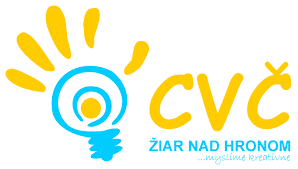 CVČ
ŽIAR NAD HRONOM
...myslíme kreatívne